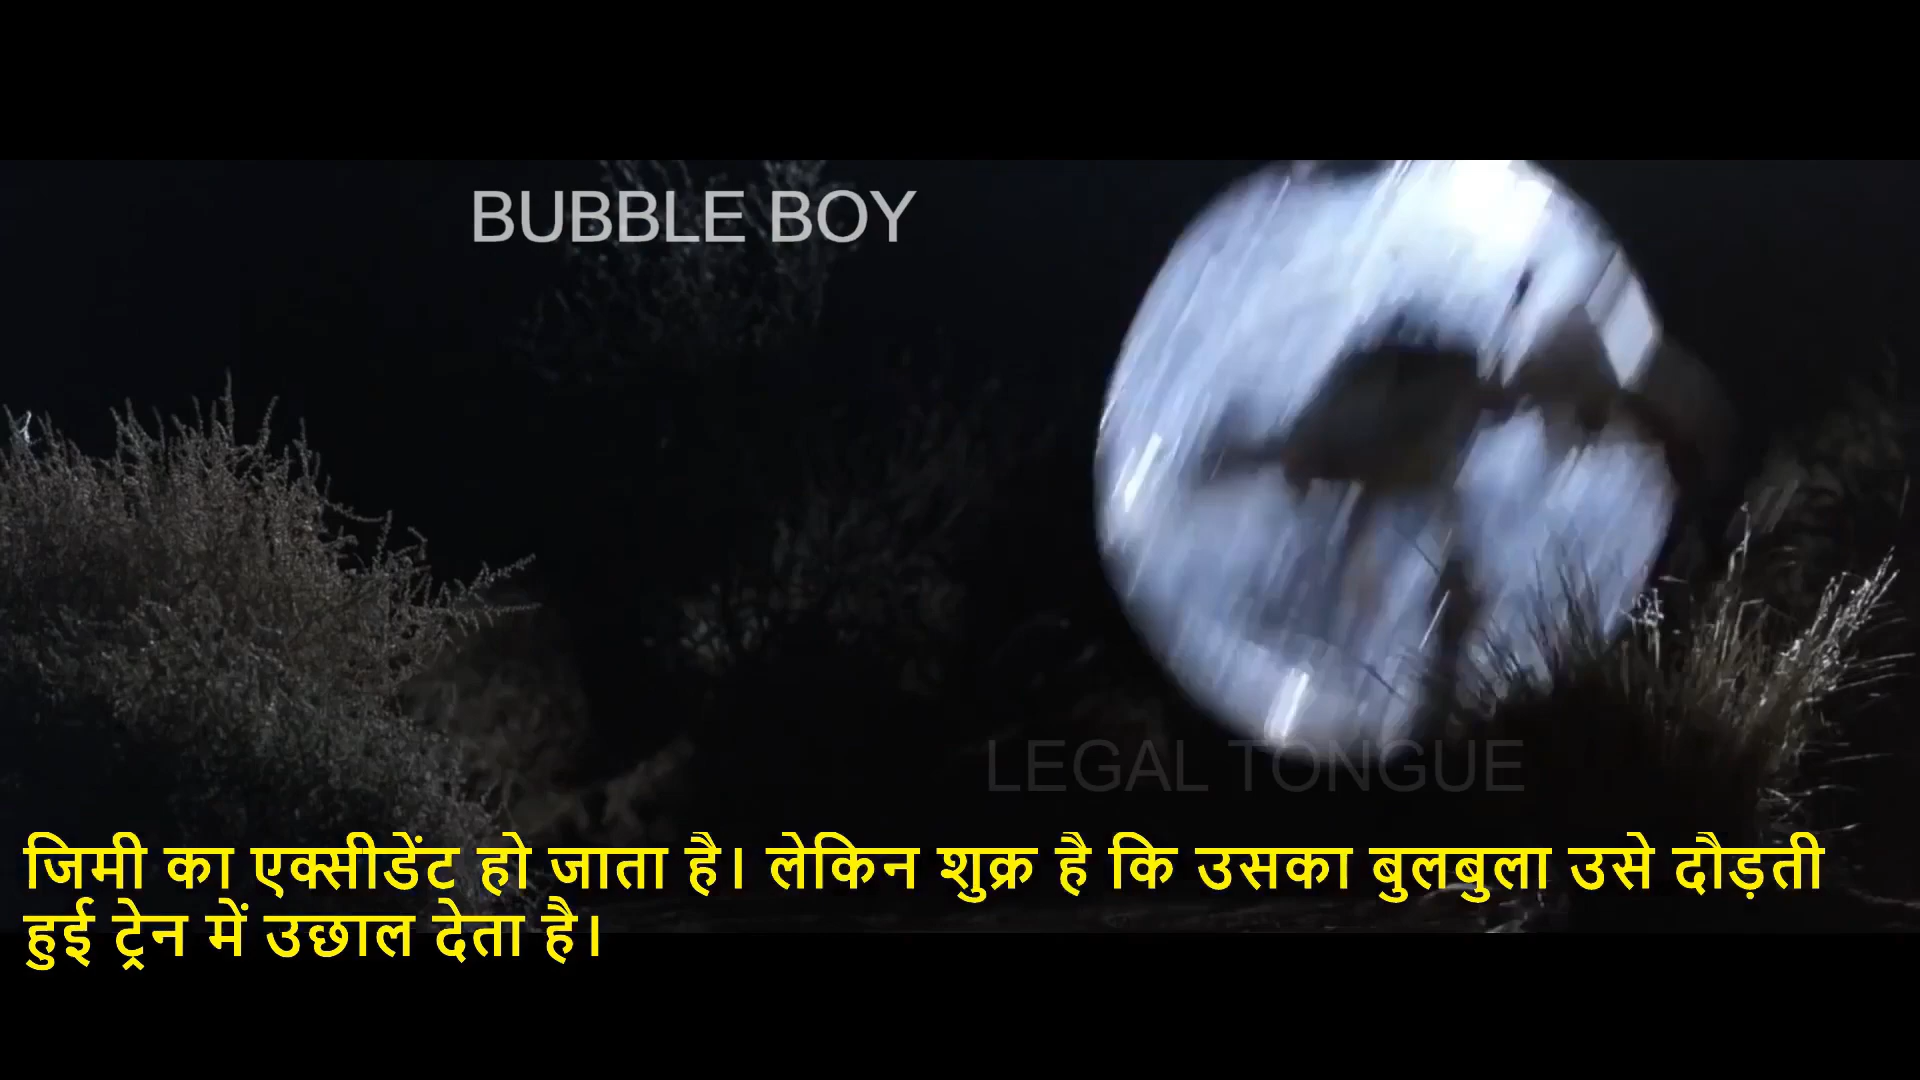 BUBBLE BOY
LEGAL TONGUE
जिमी का एक्सीडेंट हो जाता है। लेकिन शुक्र है कि उसका बुलबुला उसे दौड़ती
हुई ट्रेन में उछाल देता है।